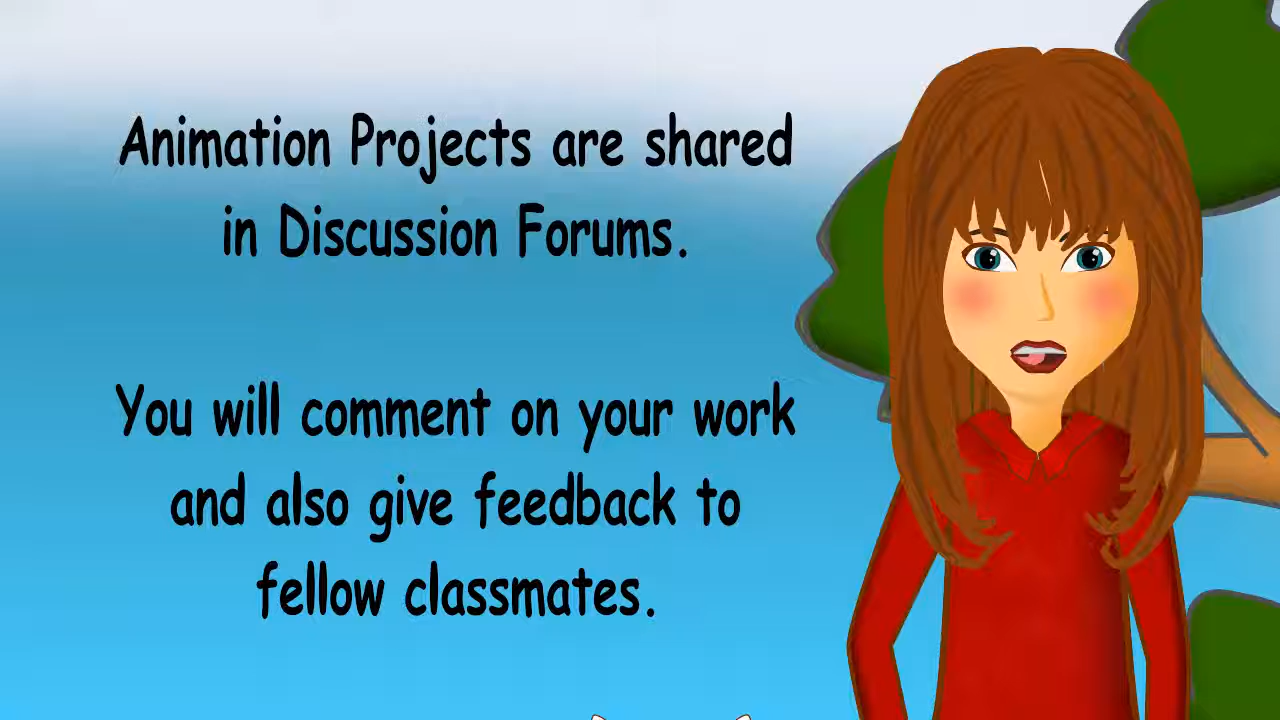 Animation Projects are shared
in Discussion Forums.
You will comment on your work
and also give feedback to
fellow classmates.